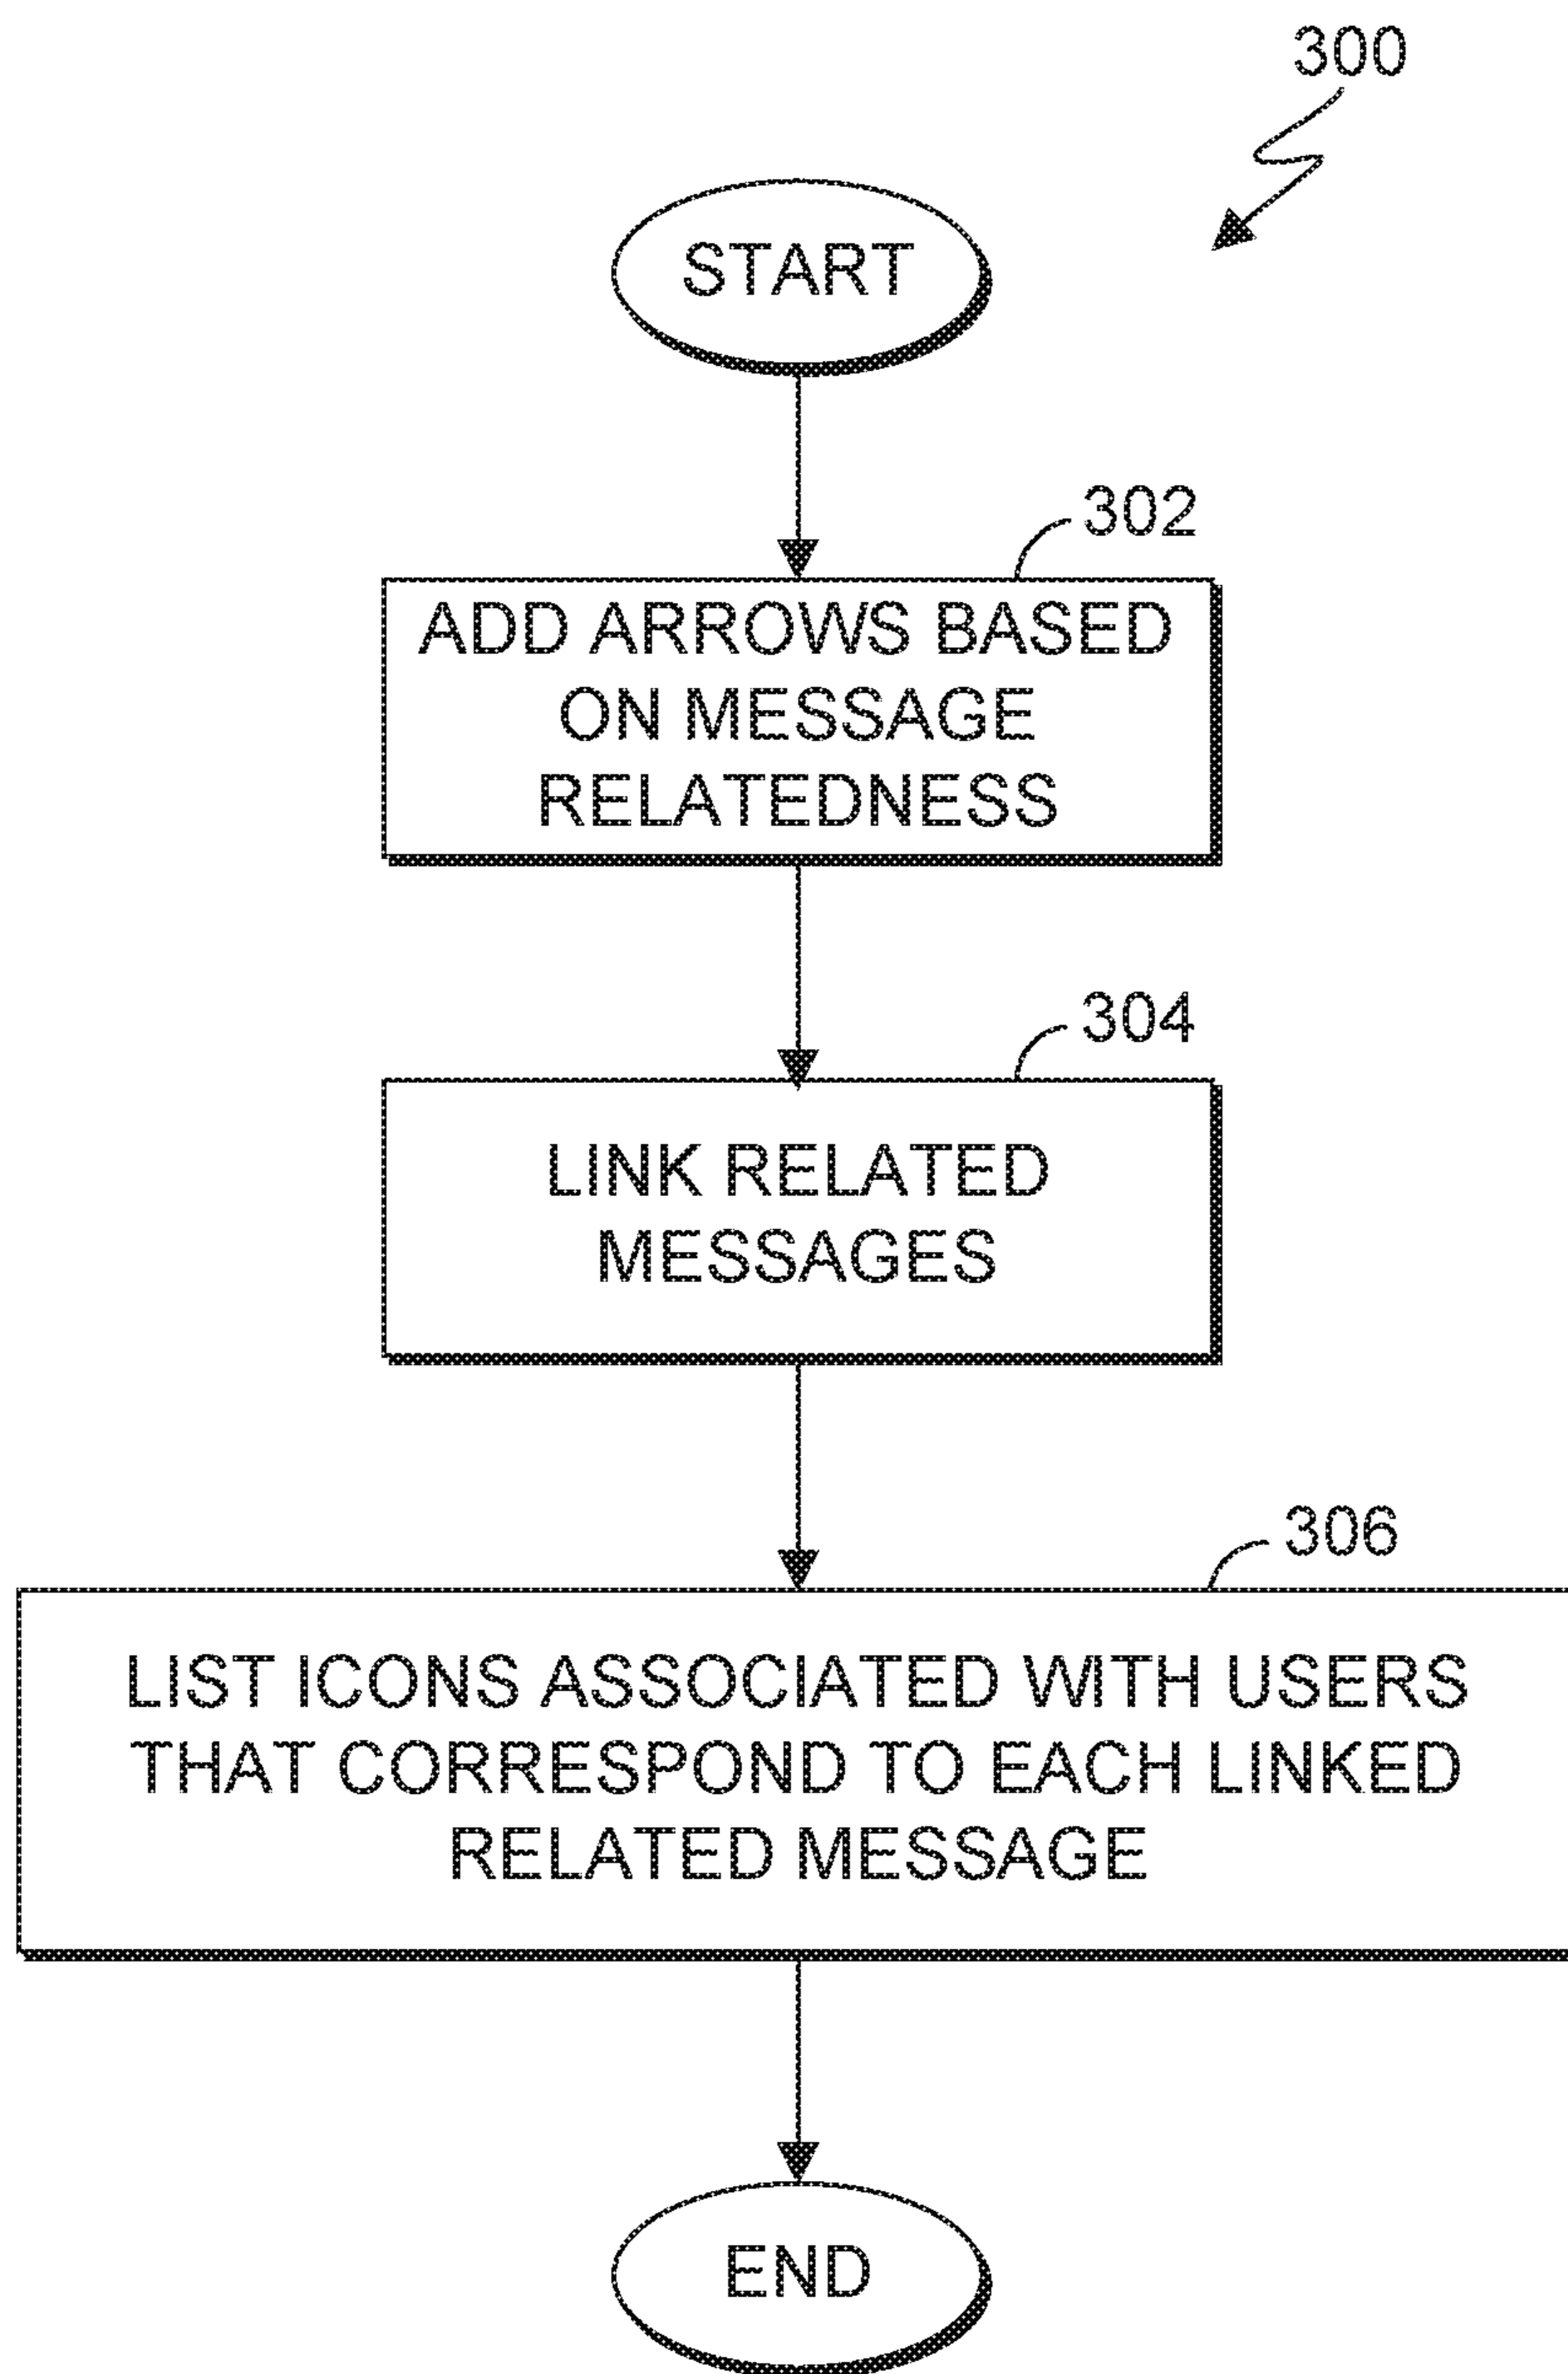 300
START
302
ADD ARROWS BASED
ON MESSAGE
RELATEDNESS
304
LINK RELATED
MESSAGES
306
LIST ICONS ASSOCIATED WITH USERS
THAT CORRESPOND TO EACH LINKED
RELATED MESSAGE
END